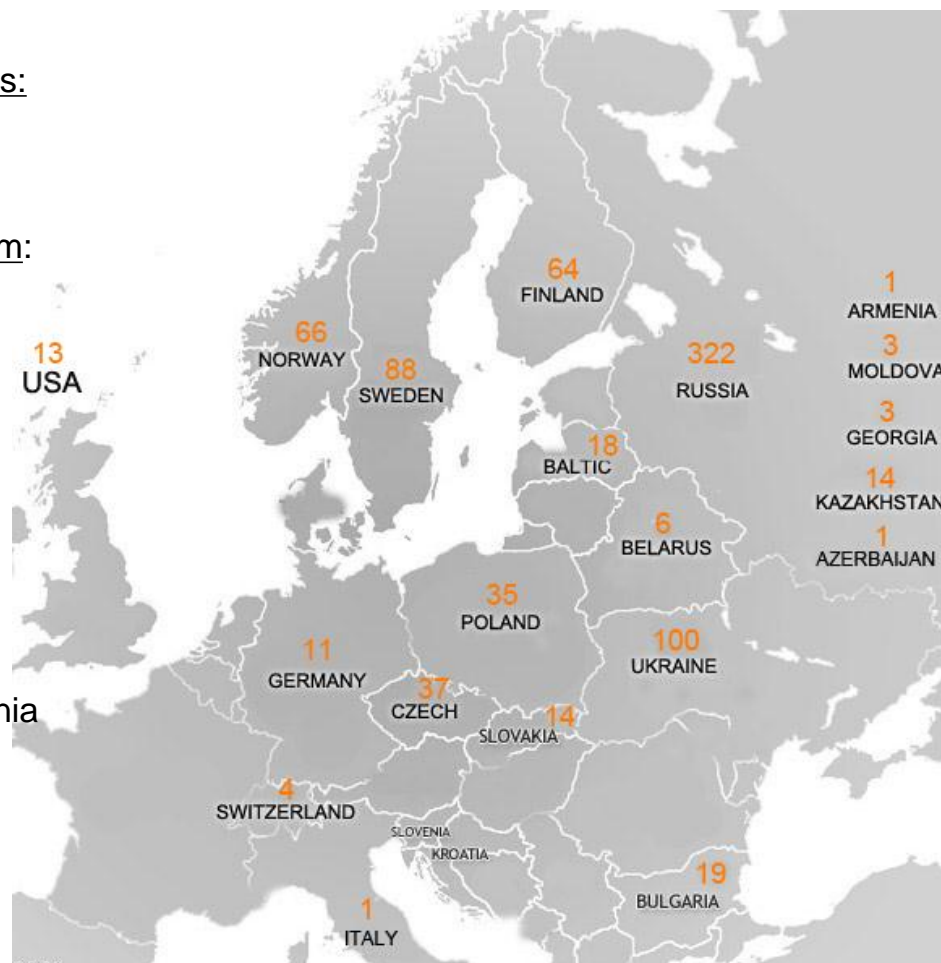 s:
m:
64
FINLAND
1
ARMENIA
66
NORWAY
13
USA
88
SWEDEN
322
RUSSIA
3
MOLDOVA
3
GEORGIA
18
BALTIC
14
KAZAKHSTAN
6
BELARUS
1
AZERBAIJAN
35
POLAND
100
UKRAINE
11
GERMANY
37
CZECH
nia
14
SLOVAKIA
4
SWITZERLAND
SLOVENIA
KROATIA
19
BULGARIA
1
ITALY